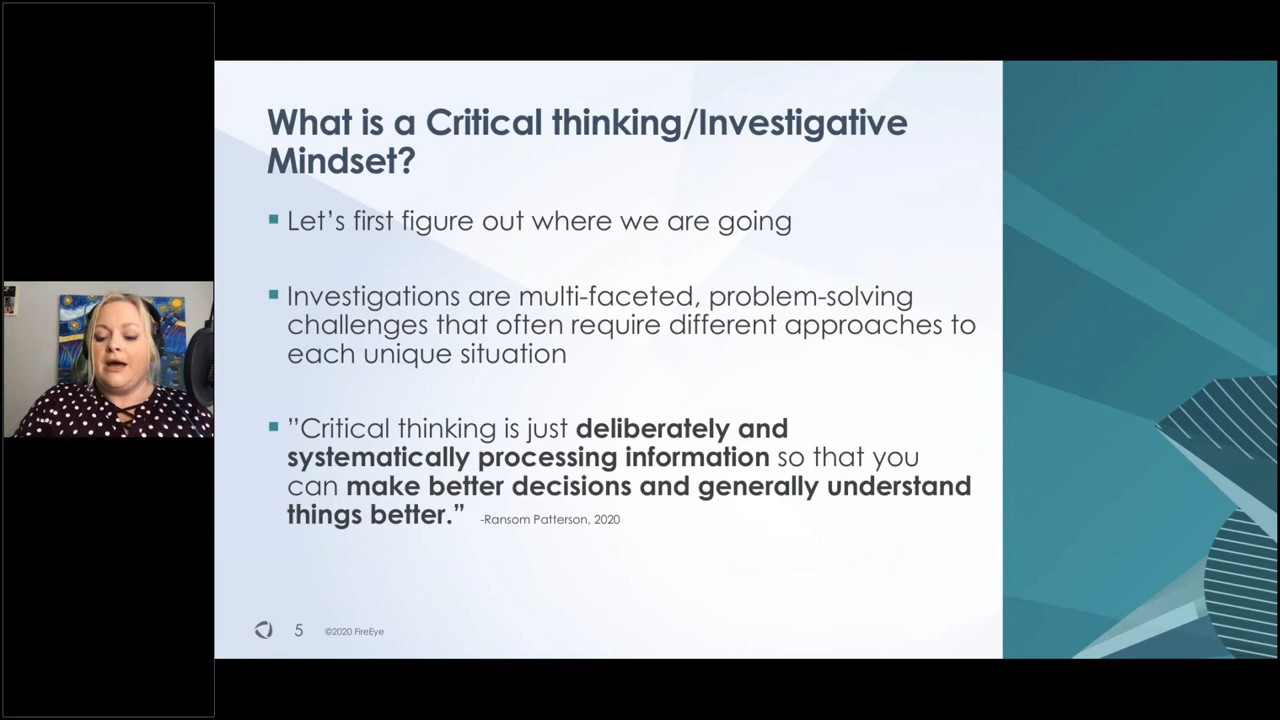 What is a Critical thinking/Investigative
Mindset?
Let's first figure out where we are going
Investigations are multi-faceted, problem-solving
challenges that often require different approaches to
each unique situation
”Critical thinking is just deliberately and
systematically processing information so that you
can make better decisions and generally understand
things better.” -Ransom Patterson, 2020
5 ©2020 FireEye